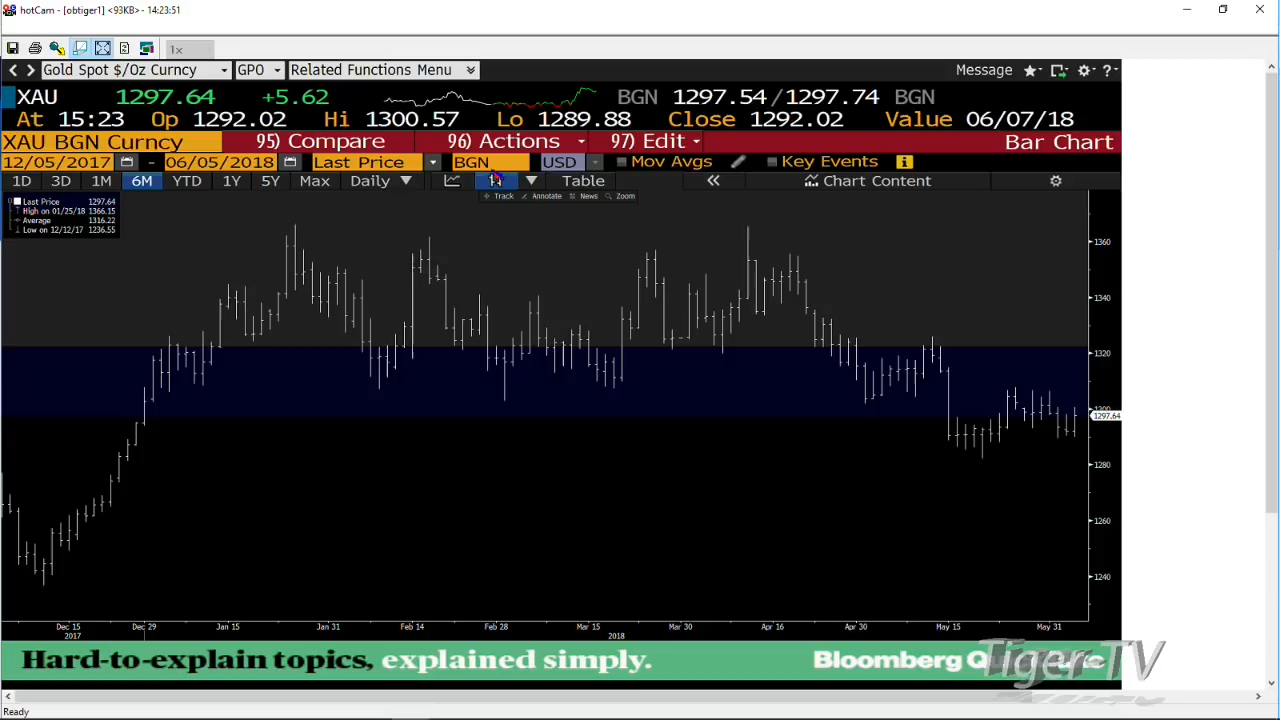 hotCam - [obtiger1] <93KB> - 14:23:51
1x
Gold Spot $/Oz Curncy GPO Related Functions Menu Message ?
XAU 1297.64 +5.62 BGN 1297.54/1297.74 BGN
At 15:23 Op 1292.02 Hi 1300.57 Lo 1289.88 Close 1292.02 Value 06/07/18
XAU BGN Curncy 95) Compare 96) Actions 97) Edit Bar Chart
12/05/2017 - 06/05/2018 Last Price BGN USD Mov Avgs Key Events i
1D 3D 1M 6M YTD 1Y 5Y Max Daily ▼ Table « Chart Content
Track Annotate News Zoom
Last Price 1297.64
High on 01/25/18 1366.15
Average 1316.22
Low on 12/12/17 1236.55
1360
1340
1320
1300
1297.64
1280
1260
1240
Dec 15 Dec 29 Jan 15 Jan 31 Feb 14 Feb 28 Mar 15 Mar 30 Apr 16 Apr 30 May 15 May 31
2017 2018
Hard-to-explain topics, explained simply. Bloomberg
Tiger-TV
Ready